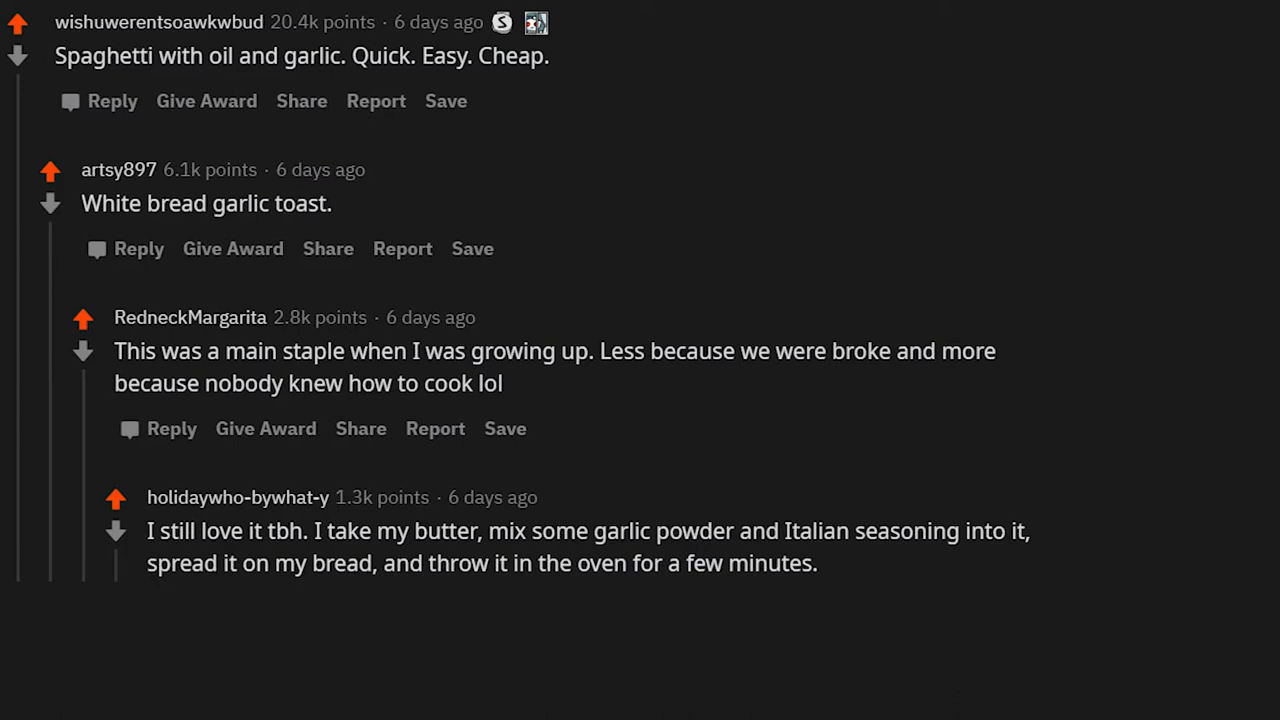 wishuwerentsoawkwbud 20.4k points · 6 days ago
Spaghetti with oil and garlic. Quick. Easy. Cheap.
Reply Give Award Share Report Save
artsy897 6.1k points · 6 days ago
White bread garlic toast.
Reply Give Award Share Report Save
RedneckMargarita 2.8k points · 6 days ago
This was a main staple when I was growing up. Less because we were broke and more
because nobody knew how to cook lol
Reply Give Award Share Report Save
holidaywho-bywhat-y 1.3k points · 6 days ago
I still love it tbh. I take my butter, mix some garlic powder and Italian seasoning into it,
spread it on my bread, and throw it in the oven for a few minutes.